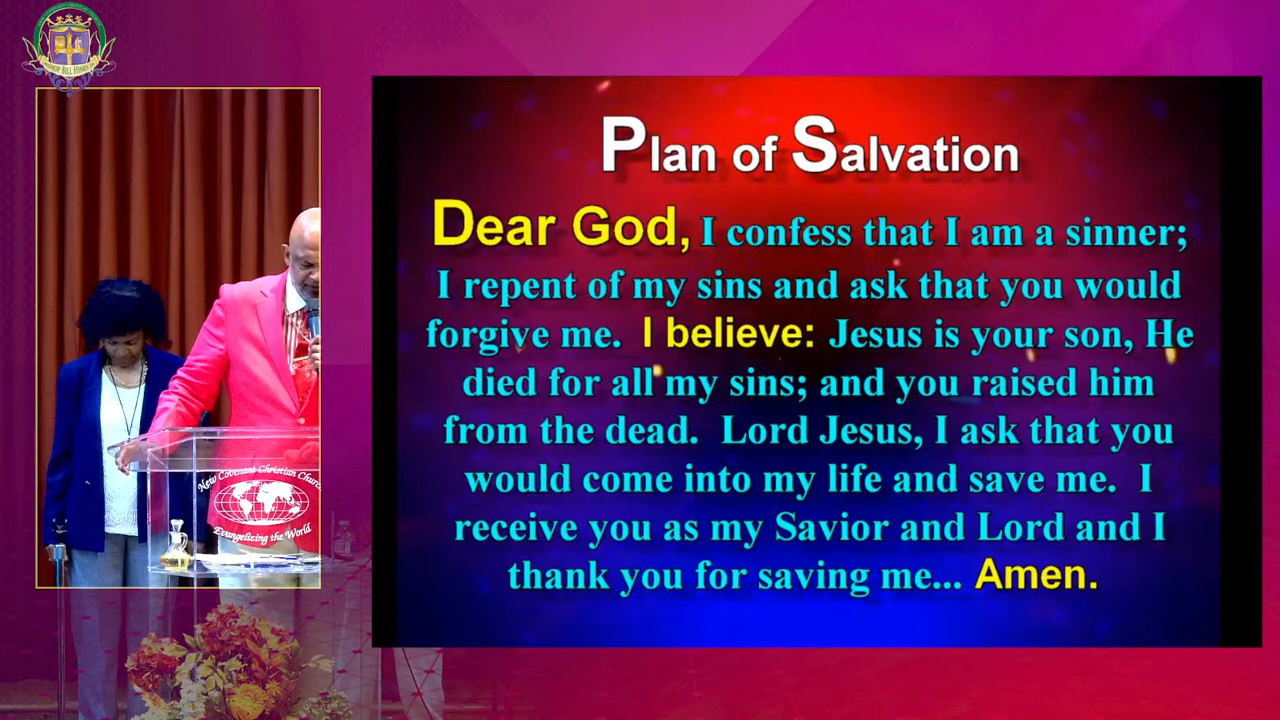 BISHOP BILL HINES
Plan of Salvation
Dear God, I confess that I am a sinner;
I repent of my sins and ask that you would
forgive me. I believe: Jesus is your son, He
died for all my sins; and you raised him
from the dead. Lord Jesus, I ask that you
would come into my life and save me. I
receive you as my Savior and Lord and I
thank you for saving me... Amen.
New Covenant Christian Church
Evangelizing the World